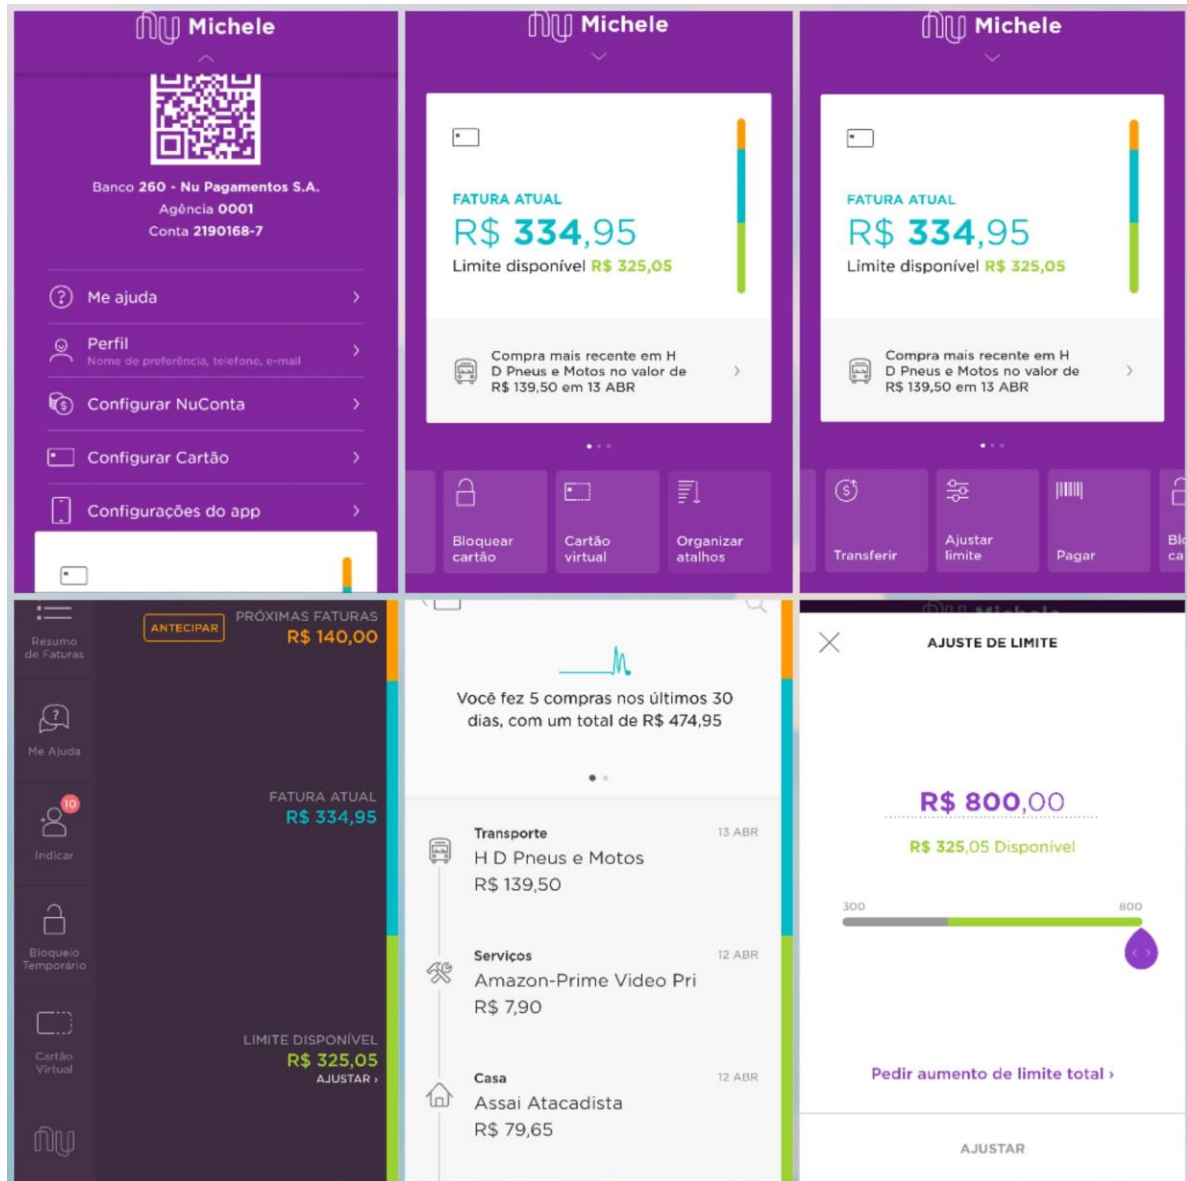 nu Michele
Banco 260 - Nu Pagamentos S.A.
Agência 0001
Conta 2190168-7
Me ajuda
Perfil
Nome de preferência, telefone, e-mail
Configurar NuConta
Configurar Cartão
Configurações do app
nu Michele
FATURA ATUAL
R$ 334,95
Limite disponível R$ 325,05
Compra mais recente em H
D Pneus e Motos no valor de
R$ 139,50 em 13 ABR
Bloquear
cartão
Cartão
virtual
Organizar
atalhos
nu Michele
FATURA ATUAL
R$ 334,95
Limite disponível R$ 325,05
Compra mais recente em H
D Pneus e Motos no valor de
R$ 139,50 em 13 ABR
Transferir
Ajustar
limite
Pagar
Blo
ca
Resumo
de Faturas
Me Ajuda
10
Indicar
Bloqueio
Temporário
Cartão
Virtual
nu
ANTECIPAR
PRÓXIMAS FATURAS
R$ 140,00
FATURA ATUAL
R$ 334,95
LIMITE DISPONÍVEL
R$ 325,05
AJUSTAR ›
Você fez 5 compras nos últimos 30
dias, com um total de R$ 474,95
Transporte 13 ABR
H D Pneus e Motos
R$ 139,50
Serviços 12 ABR
Amazon-Prime Video Pri
R$ 7,90
Casa 12 ABR
Assai Atacadista
R$ 79,65
nu Michele
AJUSTE DE LIMITE
R$ 800,00
R$ 325,05 Disponível
300 800
Pedir aumento de limite total ›
AJUSTAR